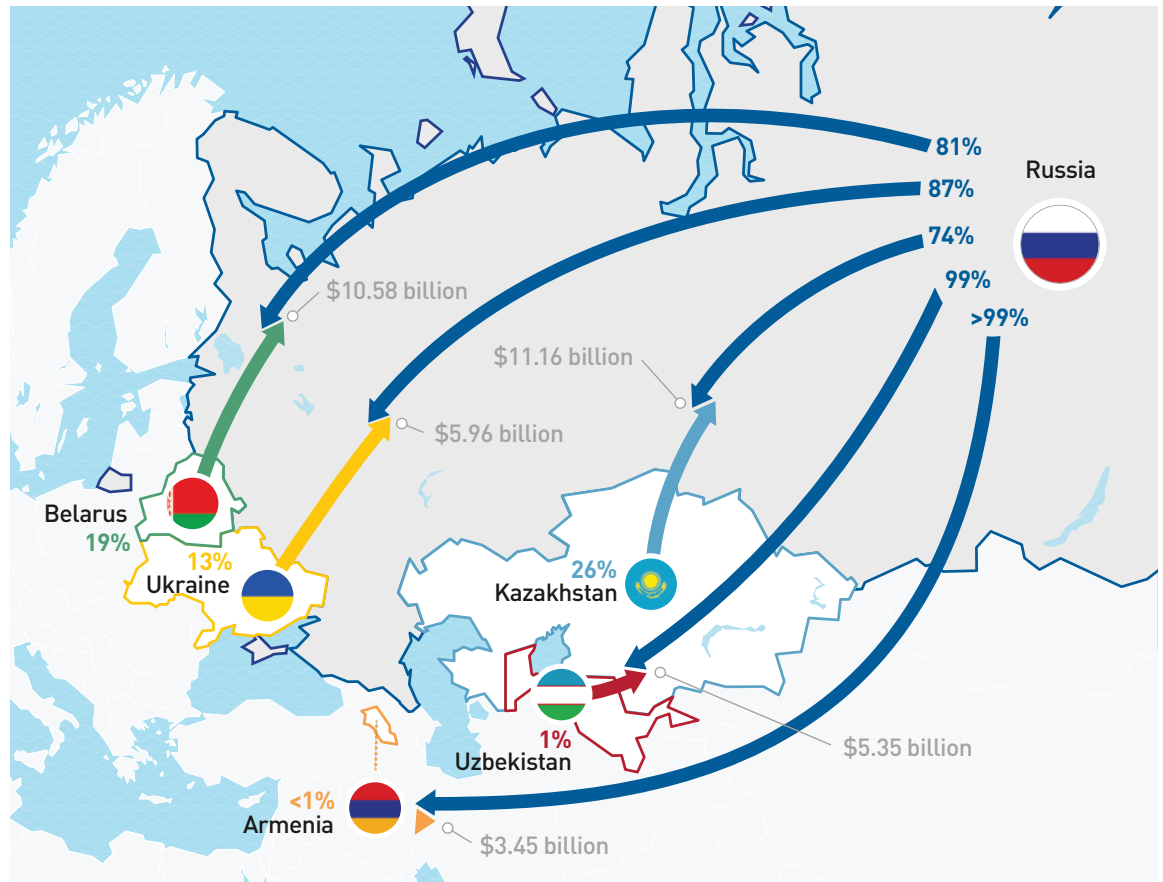 81%
Russia
87%
74%
99%
>99%
$10.58 billion
$11.16 billion
$5.96 billion
Belarus
19%
13%
Ukraine
26%
Kazakhstan
1%
Uzbekistan
$5.35 billion
<1%
Armenia
$3.45 billion